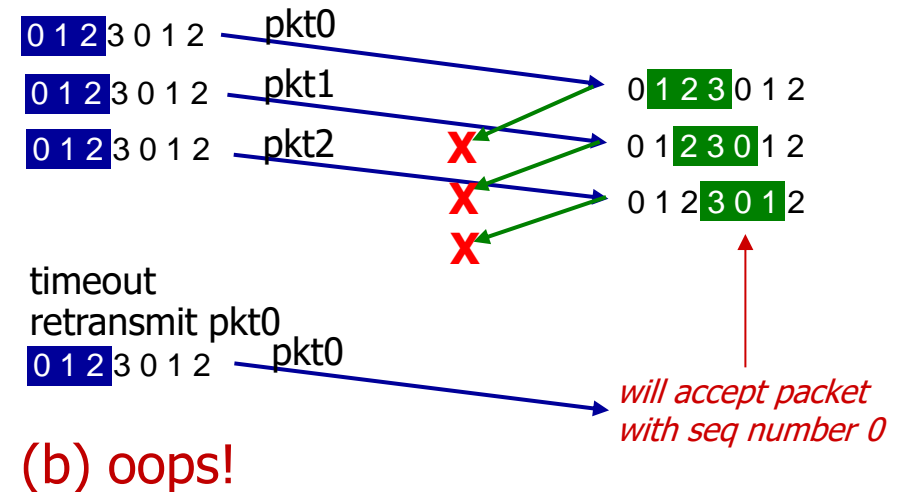 0 1 2 3 0 1 2 pkt0
0 1 2 3 0 1 2 pkt1 0 1 2 3 0 1 2
0 1 2 3 0 1 2 pkt2 X 0 1 2 3 0 1 2
X 0 1 2 3 0 1 2
X
timeout
retransmit pkt0
0 1 2 3 0 1 2 pkt0
will accept packet
with seq number 0
(b) oops!